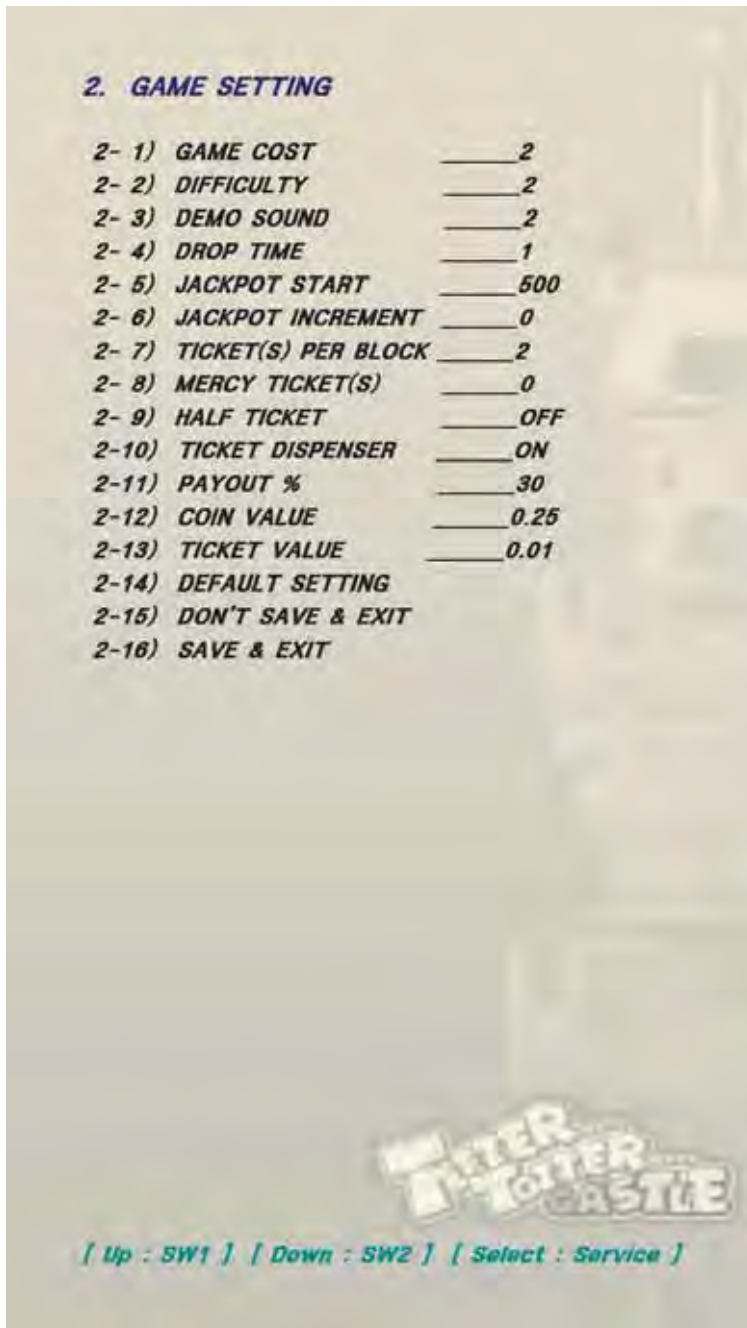 2. GAME SETTING
2- 1) GAME COST ______2
2- 2) DIFFICULTY ______2
2- 3) DEMO SOUND ______2
2- 4) DROP TIME ______1
2- 5) JACKPOT START ______500
2- 6) JACKPOT INCREMENT ______0
2- 7) TICKET(S) PER BLOCK ______2
2- 8) MERCY TICKET(S) ______0
2- 9) HALF TICKET ______OFF
2-10) TICKET DISPENSER ______ON
2-11) PAYOUT % ______30
2-12) COIN VALUE ______0.25
2-13) TICKET VALUE ______0.01
2-14) DEFAULT SETTING
2-15) DON'T SAVE & EXIT
2-16) SAVE & EXIT
TEETER
TOTTER
CASTLE
[ Up : SW1 ] [ Down : SW2 ] [ Select : Service ]